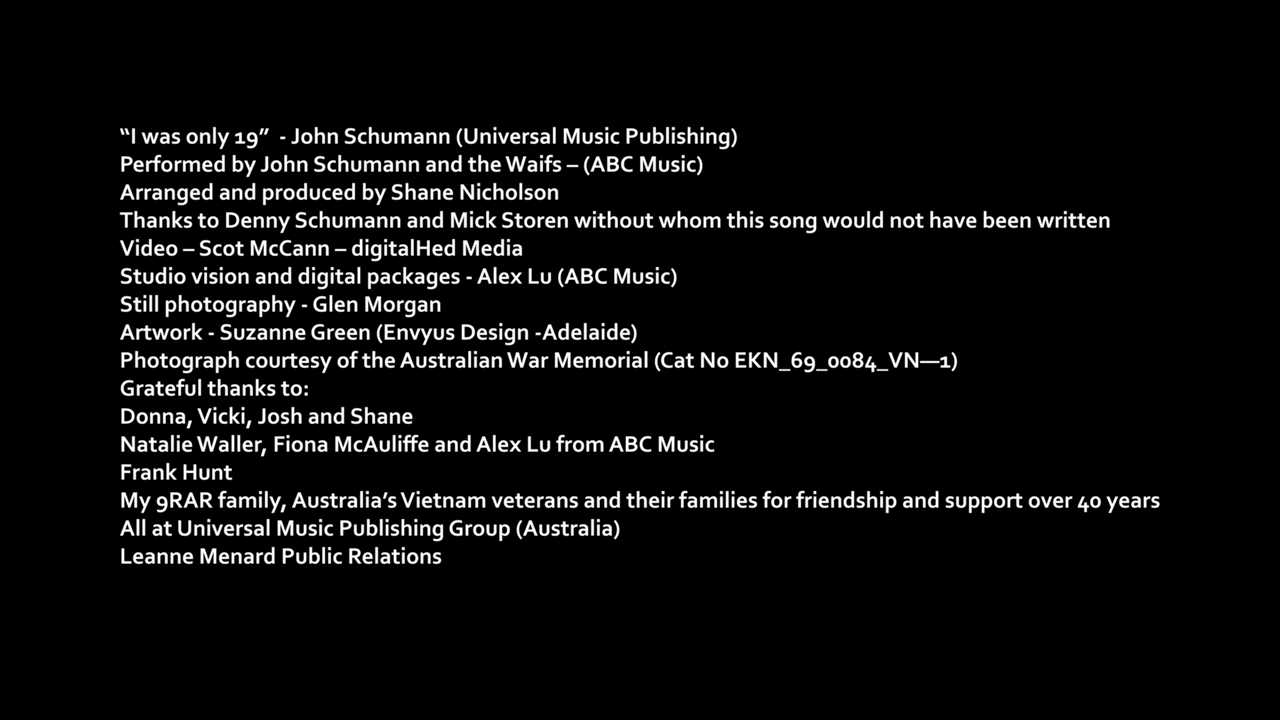 “I was only 19”  - John Schumann (Universal Music Publishing)
Performed by John Schumann and the Waifs – (ABC Music)
Arranged and produced by Shane Nicholson
Thanks to Denny Schumann and Mick Storen without whom this song would not have been written
Video – Scot McCann – digitalHed Media
Studio vision and digital packages - Alex Lu (ABC Music)
Still photography - Glen Morgan
Artwork - Suzanne Green (Envyus Design -Adelaide)
Photograph courtesy of the Australian War Memorial (Cat No EKN_69_0084_VN—1)
Grateful thanks to:
Donna, Vicki, Josh and Shane
Natalie Waller, Fiona McAuliffe and Alex Lu from ABC Music
Frank Hunt
My 9RAR family, Australia’s Vietnam veterans and their families for friendship and support over 40 years
All at Universal Music Publishing Group (Australia)
Leanne Menard Public Relations